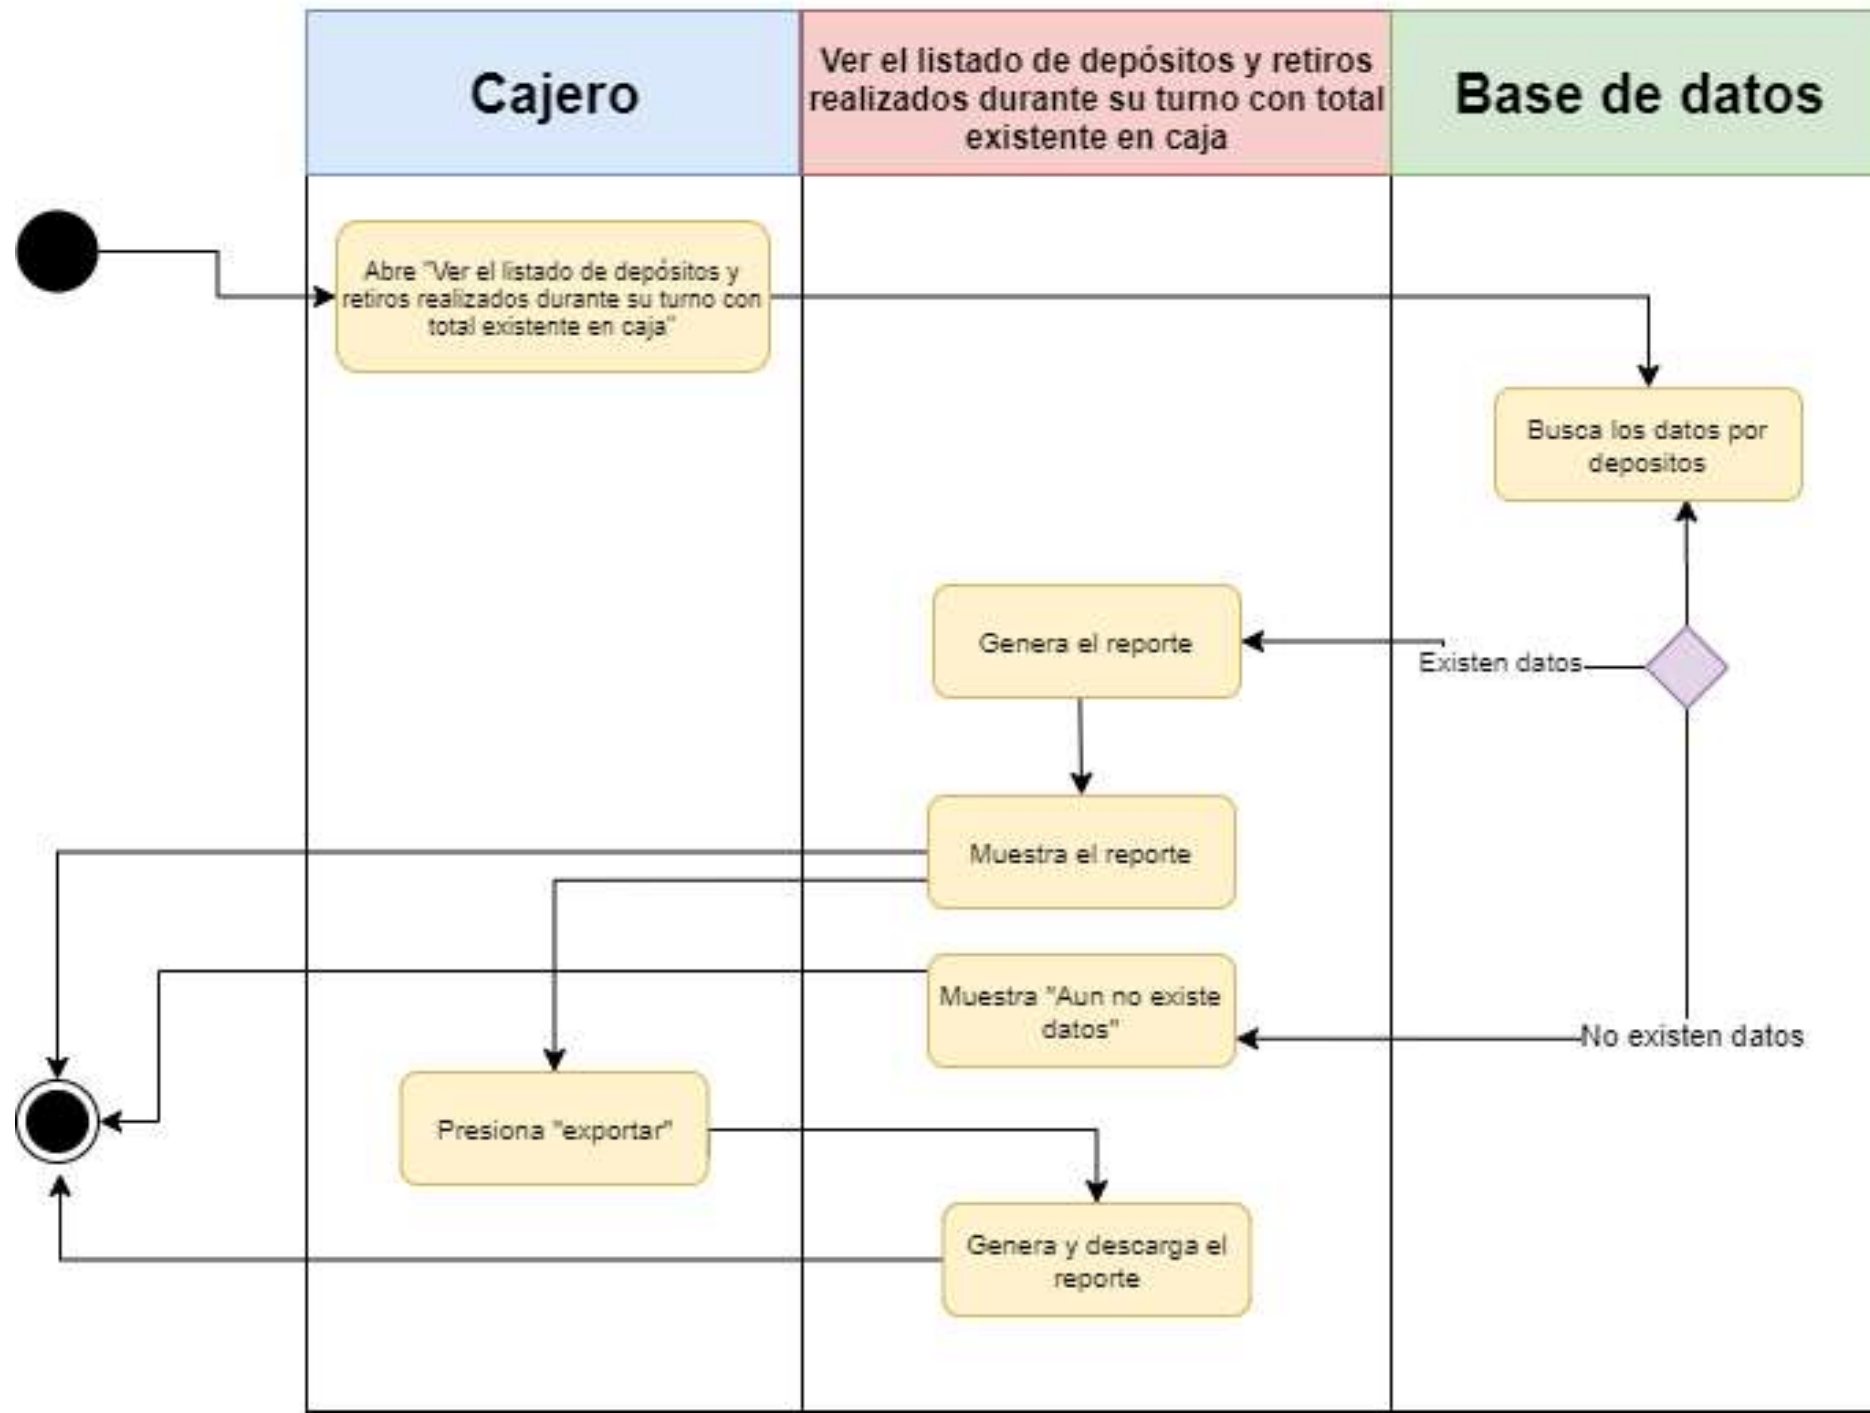 Cajero
Ver el listado de depósitos y retiros
realizados durante su turno con total
existente en caja
Base de datos
Abre "Ver el listado de depósitos y
retiros realizados durante su turno con
total existente en caja"
Busca los datos por
depositos
Genera el reporte
Existen datos
Muestra el reporte
Muestra "Aun no existe
datos"
No existen datos
Presiona "exportar"
Genera y descarga el
reporte